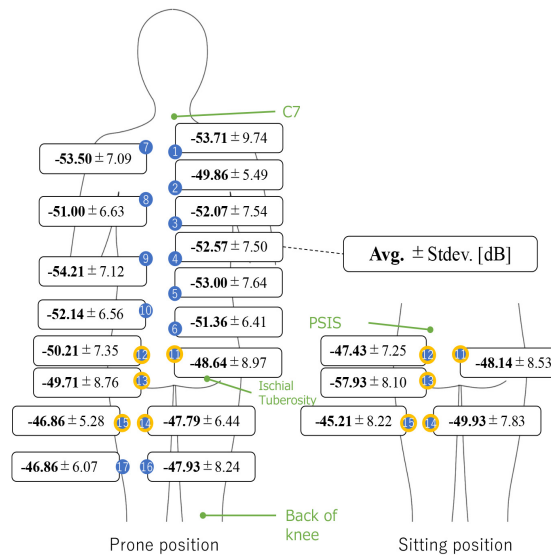 C7
-53.71 ± 9.74
1
7
-53.50 ± 7.09
-49.86 ± 5.49
2
8
-51.00 ± 6.63
-52.07 ± 7.54
3
-52.57 ± 7.50
4
Avg. ± Stdev. [dB]
9
-54.21 ± 7.12
-53.00 ± 7.64
5
10
-52.14 ± 6.56
-51.36 ± 6.41
6
PSIS
-50.21 ± 7.35
12
11
-48.64 ± 8.97
-47.43 ± 7.25
12
11
-48.14 ± 8.53
-49.71 ± 8.76
13
Ischial
Tuberosity
-57.93 ± 8.10
13
-46.86 ± 5.28
15
14
-47.79 ± 6.44
-45.21 ± 8.22
15
14
-49.93 ± 7.83
-46.86 ± 6.07
17
16
-47.93 ± 8.24
Back of
knee
Prone position
Sitting position